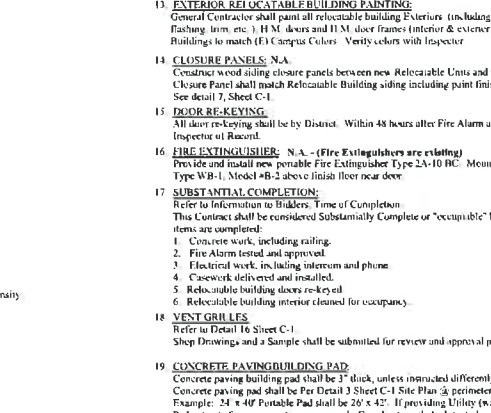 13. EXTERIOR RELOCATABLE BUILDING PAINTING:
General Contractor shall paint all relocatable building Exteriors (including
flashing, trim, etc.) H.M. doors and H.M. door frames (interior & exterior
Buildings to match (E) Campus Colors. Verify colors with Inspector
14. CLOSURE PANELS: N.A.
Construct wood siding closure panels between new Relocatable Units and
Closure Panel shall match Relocatable Building siding including paint fini
See detail 7, Sheet C-1.
15. DOOR RE-KEYING
All door re-keying shall be by District. Within 48 hours after Fire Alarm a
Inspector of Record.
16. FIRE EXTINGUISHER: N.A. - (Fire Extinguishers are existing)
Provide and install new portable Fire Extinguisher Type 2A-10 BC. Moun
Type WB-1, Model #B-2 above finish floor near door.
17. SUBSTANTIAL COMPLETION:
Refer to Information to Bidders, Time of Completion.
This Contract shall be considered Substantially Complete or "occupiable"
items are completed:
1. Concrete work, including railing.
2. Fire Alarm tested and approved.
3. Electrical work, including intercom and phone.
4. Casework delivered and installed.
5. Relocatable building doors re-keyed
6. Relocatable building interior cleaned for occupancy.
nsity
18. VENT GRILLES
Refer to Detail 16 Sheet C-1.
Shop Drawings and a Sample shall be submitted for review and approval p
19. CONCRETE PAVING BUILDING PAD:
Concrete paving building pad shall be 3" thick, unless instructed differentl
Concrete paving pad shall be Per Detail 3 Sheet C-1 Site Plan @ perimeter
Example: 24' x 40' Portable Pad shall be 26' x 42'. If providing Utility (wa